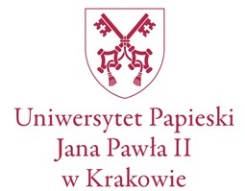 Uniwersytet Papieski
Jana Pawła II
w Krakowie